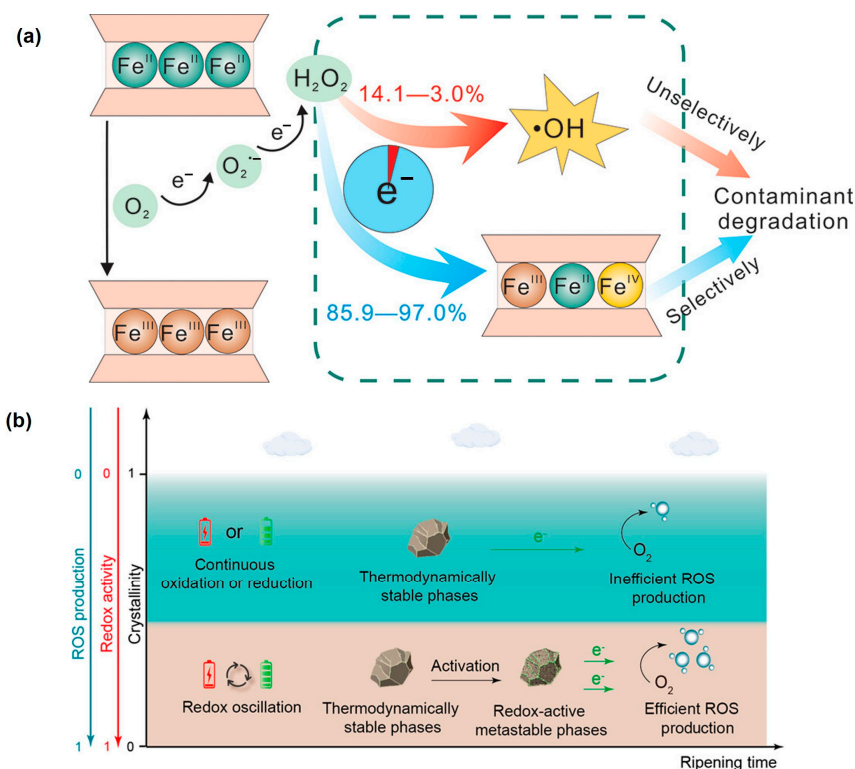 (a)
Fe^II Fe^II Fe^II
H₂O₂
14.1—3.0%
•OH
Unselectively
e⁻
O₂•−
e⁻
O₂
e⁻
Contaminant
degradation
Fe^III Fe^II Fe^IV
Selectively
85.9—97.0%
Fe^III Fe^III Fe^III
(b)
0 0 1
ROS production
Redox activity
Crystallinity
or
Continuous
oxidation or reduction
Thermodynamically
stable phases
e⁻
O₂
Inefficient ROS
production
Redox oscillation
Thermodynamically
stable phases
Activation
Redox-active
metastable phases
e⁻
e⁻
O₂
Efficient ROS
production
1 1 0
Ripening time